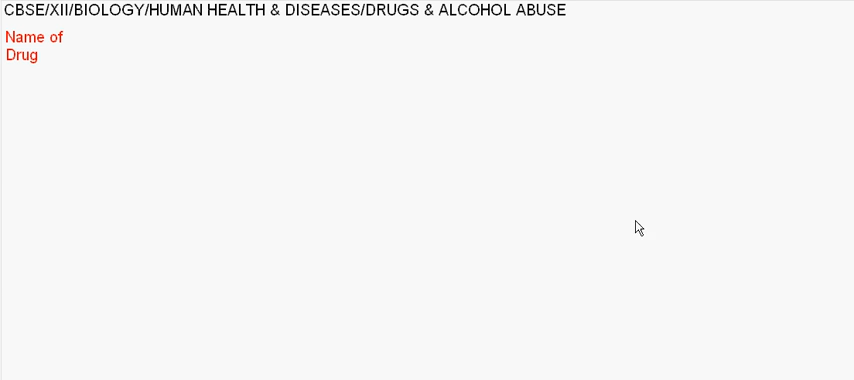 CBSE/XII/BIOLOGY/HUMAN HEALTH & DISEASES/DRUGS & ALCOHOL ABUSE
Name of
Drug